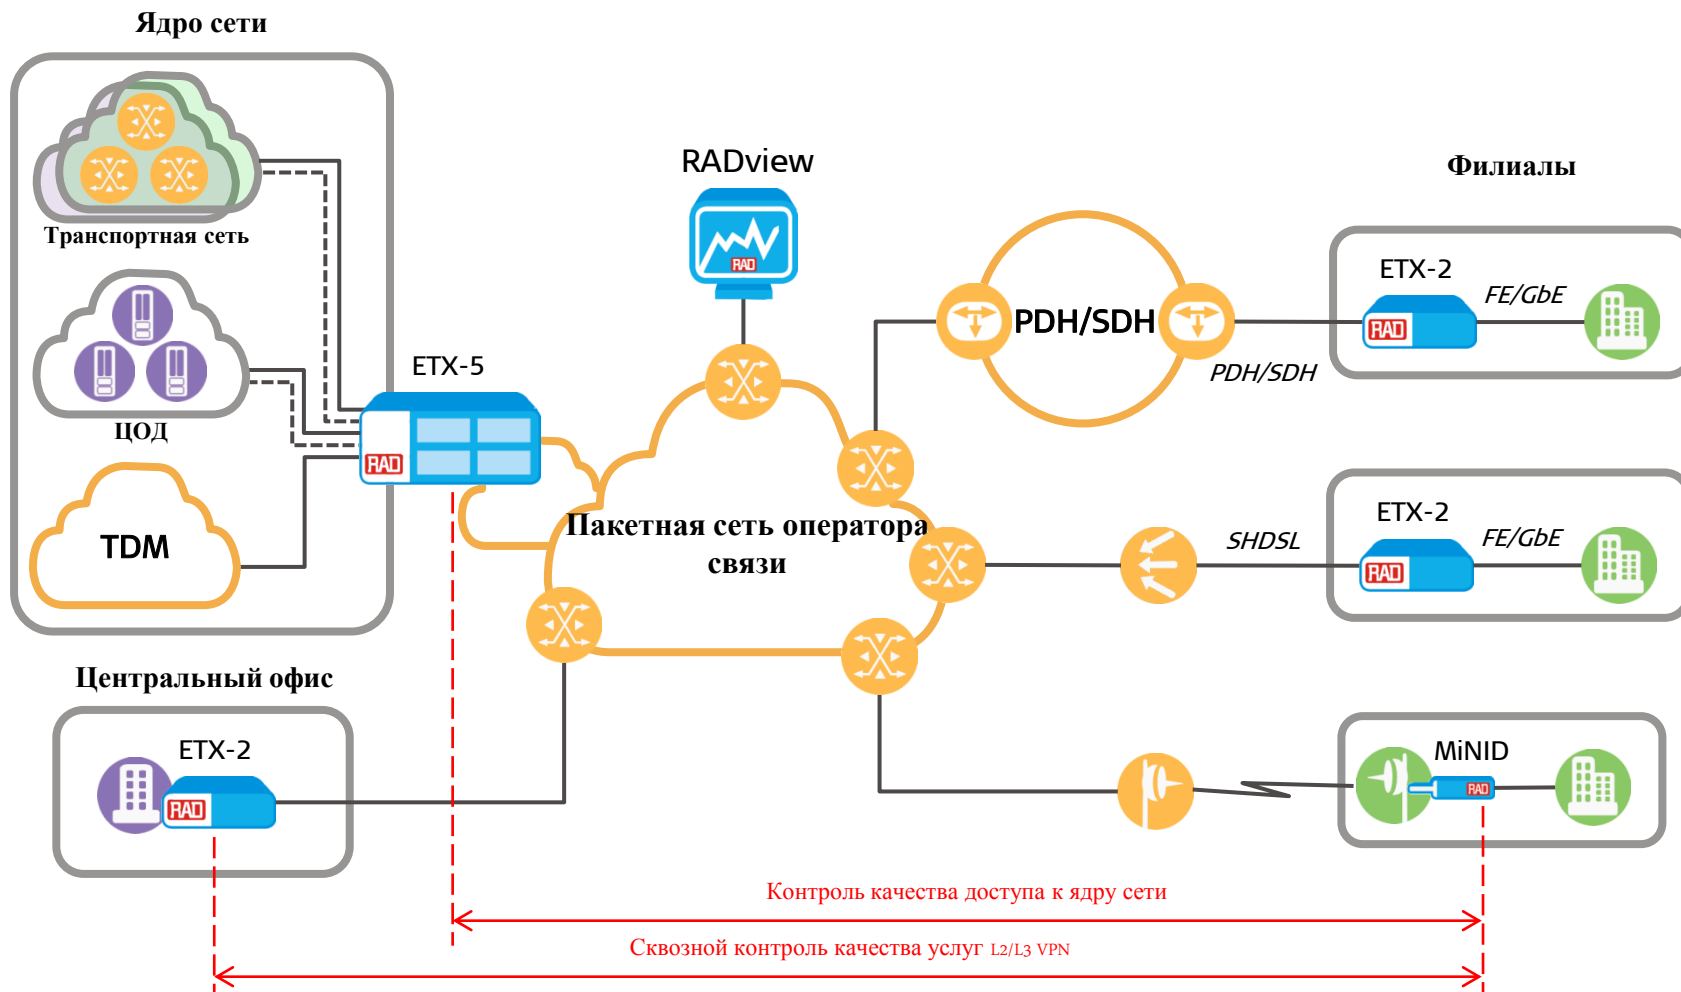 Ядро сети
Транспортная сеть
ЦОД
TDM
ETX-5
RAD
RADview
RAD
PDH/SDH
PDH/SDH
Филиалы
ETX-2
FE/GbE
RAD
Пакетная сеть оператора
связи
SHDSL
ETX-2
FE/GbE
RAD
Центральный офис
ETX-2
RAD
MiNID
RAD
Контроль качества доступа к ядру сети
Сквозной контроль качества услуг L2/L3 VPN